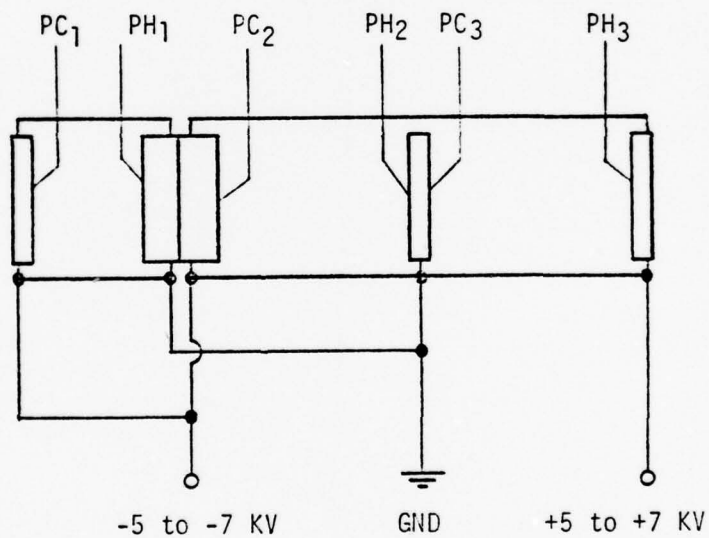 PC1 PH1 PC2 PH2 PC3 PH3
-5 to -7 KV GND +5 to +7 KV